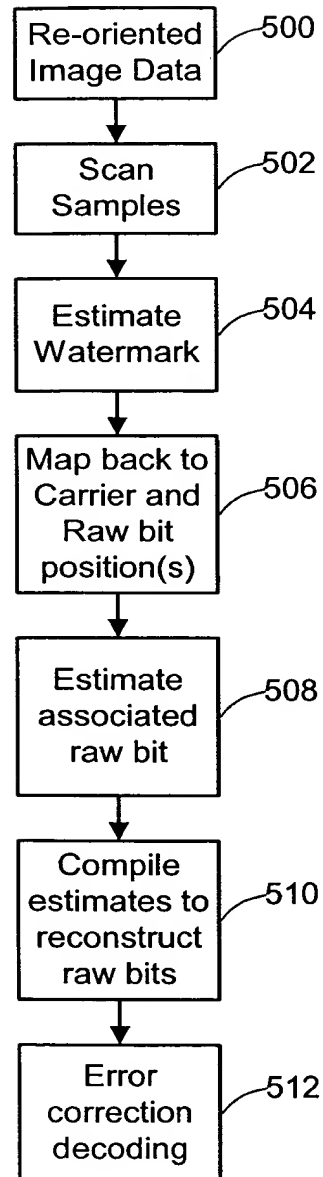 Re-oriented
Image Data
500
Scan
Samples
502
Estimate
Watermark
504
Map back to
Carrier and
Raw bit
position(s)
506
Estimate
associated
raw bit
508
Compile
estimates to
reconstruct
raw bits
510
Error
correction
decoding
512